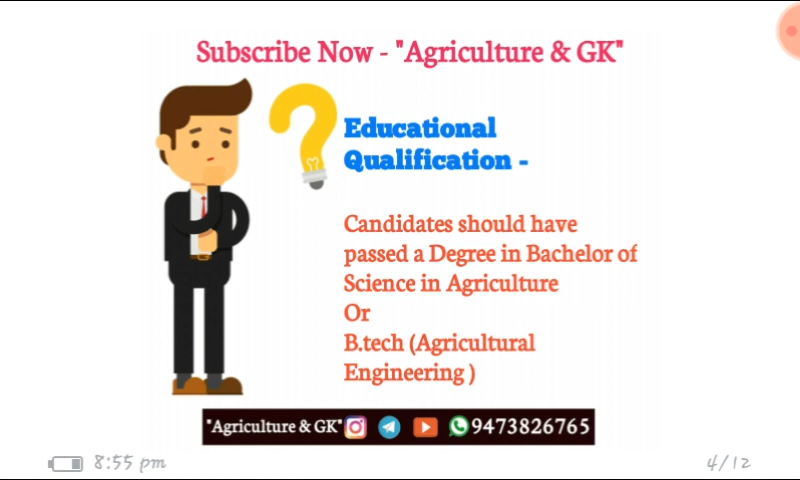 Subscribe Now - "Agriculture & GK"
Educational
Qualification -
Candidates should have
passed a Degree in Bachelor of
Science in Agriculture
Or
B.tech (Agricultural
Engineering )
"Agriculture & GK" 9473826765
8:55 pm 4/12